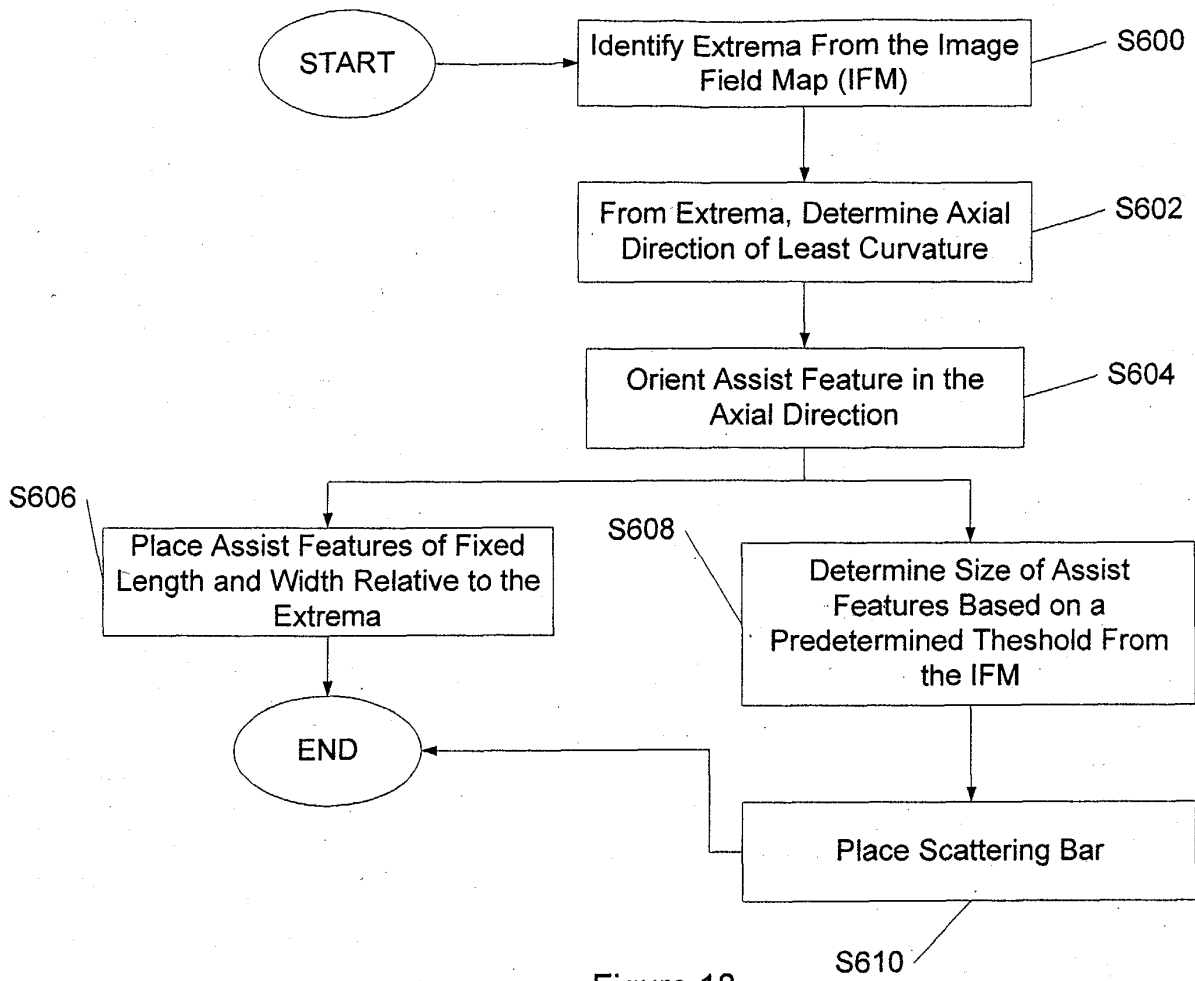 START
Identify Extrema From the Image
Field Map (IFM)
S600
From Extrema, Determine Axial
Direction of Least Curvature
S602
Orient Assist Feature in the
Axial Direction
S604
S606
Place Assist Features of Fixed
Length and Width Relative to the
Extrema
S608
Determine Size of Assist
Features Based on a
Predetermined Theshold From
the IFM
END
Place Scattering Bar
S610